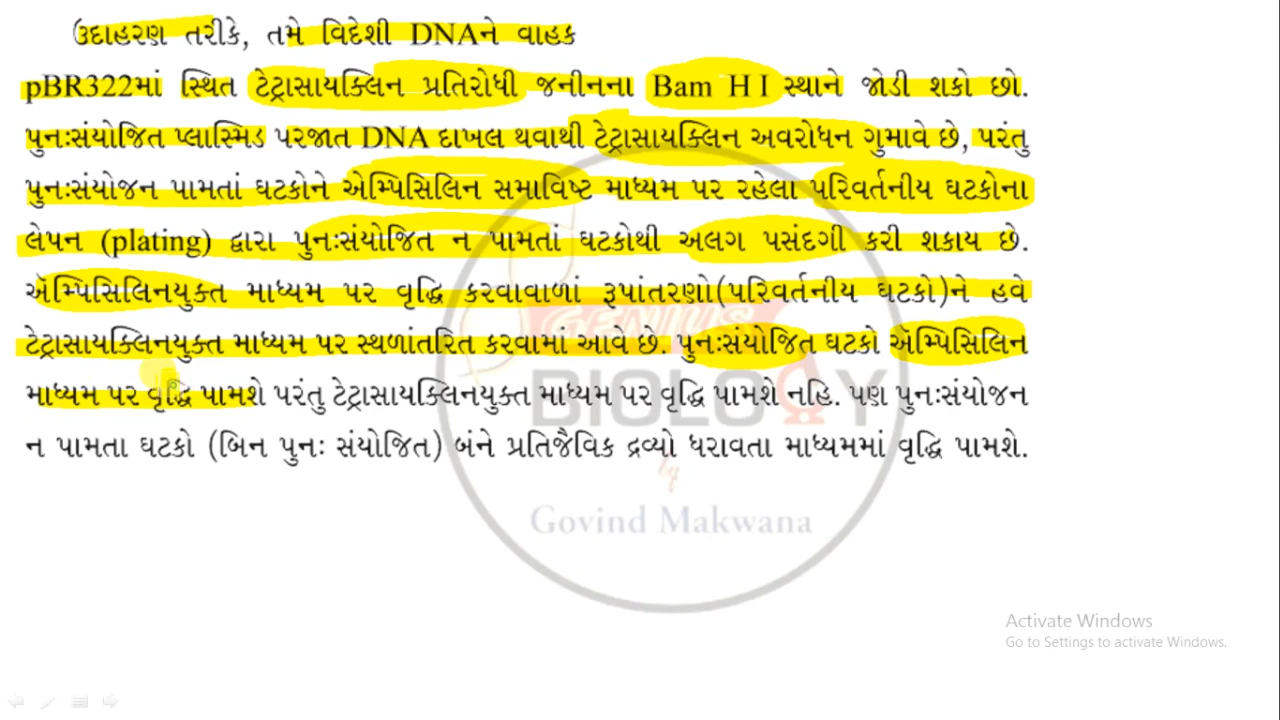 ઉદાહરણ તરીકે, તમે વિદેશી DNAને વાહક
pBR322માં સ્થિત ટેટ્રાસાયક્લિન પ્રતિરોધી જનીનના Bam H I સ્થાને જોડી શકો છો.
પુનઃસંયોજિત પ્લાસ્મિડ પરજાત DNA દાખલ થવાથી ટેટ્રાસાયક્લિન અવરોધન ગુમાવે છે, પરંતુ
પુનઃસંયોજન પામતાં ઘટકોને એમ્પિસિલિન સમાવિષ્ટ માધ્યમ પર રહેલા પરિવર્તનીય ઘટકોના
લેપન (plating) દ્વારા પુનઃસંયોજિત ન પામતાં ઘટકોથી અલગ પસંદગી કરી શકાય છે.
ઍમ્પિસિલિનયુક્ત માધ્યમ પર વૃદ્ધિ કરવાવાળાં રૂપાંતરણો(પરિવર્તનીય ઘટકો)ને હવે
ટેટ્રાસાયક્લિનયુક્ત માધ્યમ પર સ્થળાંતરિત કરવામાં આવે છે. પુનઃસંયોજિત ઘટકો ઍમ્પિસિલિન
માધ્યમ પર વૃદ્ધિ પામશે પરંતુ ટેટ્રાસાયક્લિનયુક્ત માધ્યમ પર વૃદ્ધિ પામશે નહિ. પણ પુનઃસંયોજન
ન પામતા ઘટકો (બિન પુનઃ સંયોજિત) બંને પ્રતિજૈવિક દ્રવ્યો ધરાવતા માધ્યમમાં વૃદ્ધિ પામશે.
GENIUS
BIOLOGY
by
Govind Makwana
Activate Windows
Go to Settings to activate Windows.